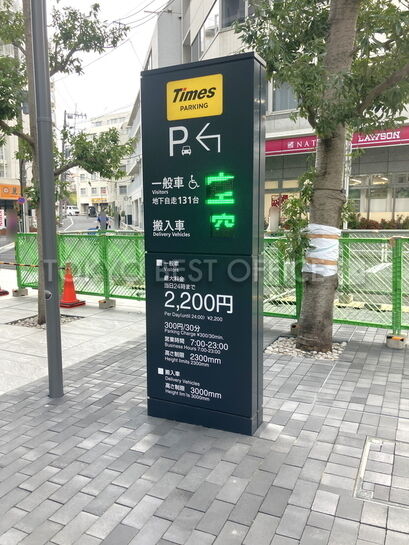 Times
PARKING
P
一般車
Visitors
空
地下自走131台
搬入車
Delivery Vehicles
空
NATURAL LAWSON
TOKYO BEST OFFICE
一般車
Visitors
最大料金
当日24時まで
2,200円
Per Day(until 24:00) ¥2,200
300円/30分
Parking Charge ¥300/30min.
営業時間 7:00-23:00
Business Hours 7:00-23:00
高さ制限 2300mm
Height limits 2300mm
搬入車
Delivery Vehicles
高さ制限 3000mm
Height limits 3000mm